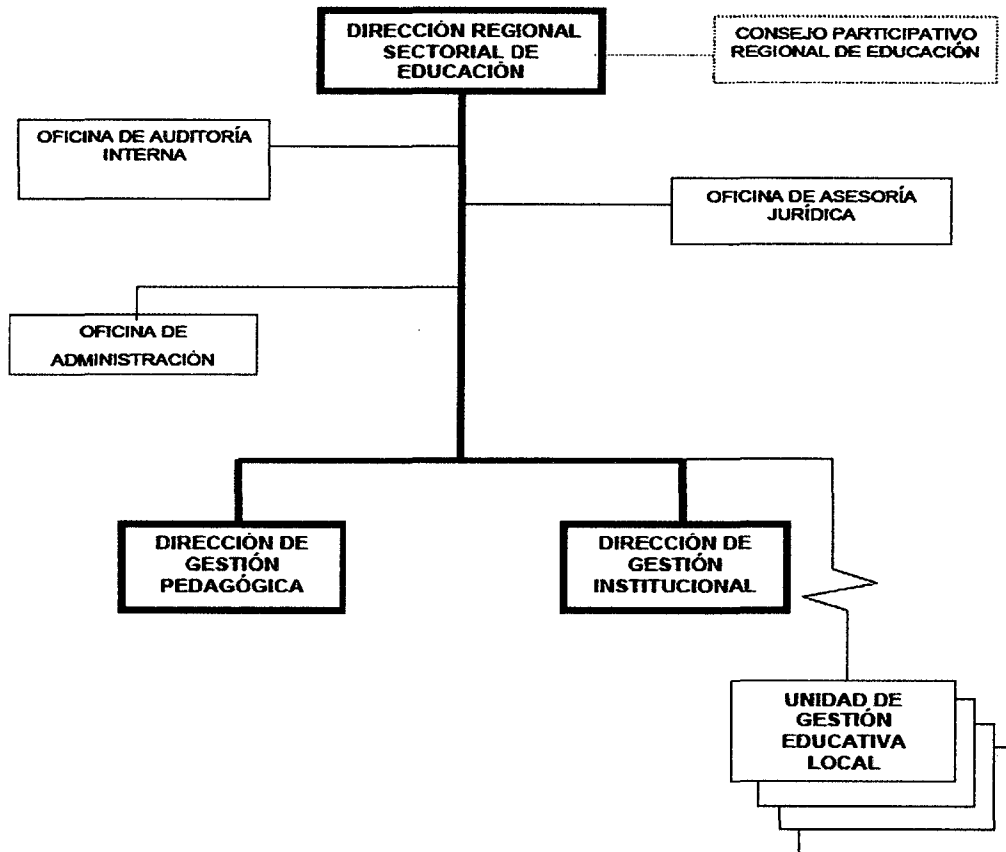 DIRECCIÓN REGIONAL
SECTORIAL DE
EDUCACIÓN
CONSEJO PARTICIPATIVO
REGIONAL DE EDUCACIÓN
OFICINA DE AUDITORÍA
INTERNA
OFICINA DE ASESORÍA
JURÍDICA
OFICINA DE
ADMINISTRACIÓN
DIRECCIÓN DE
GESTIÓN
PEDAGÓGICA
DIRECCIÓN DE
GESTIÓN
INSTITUCIONAL
UNIDAD DE
GESTIÓN
EDUCATIVA
LOCAL